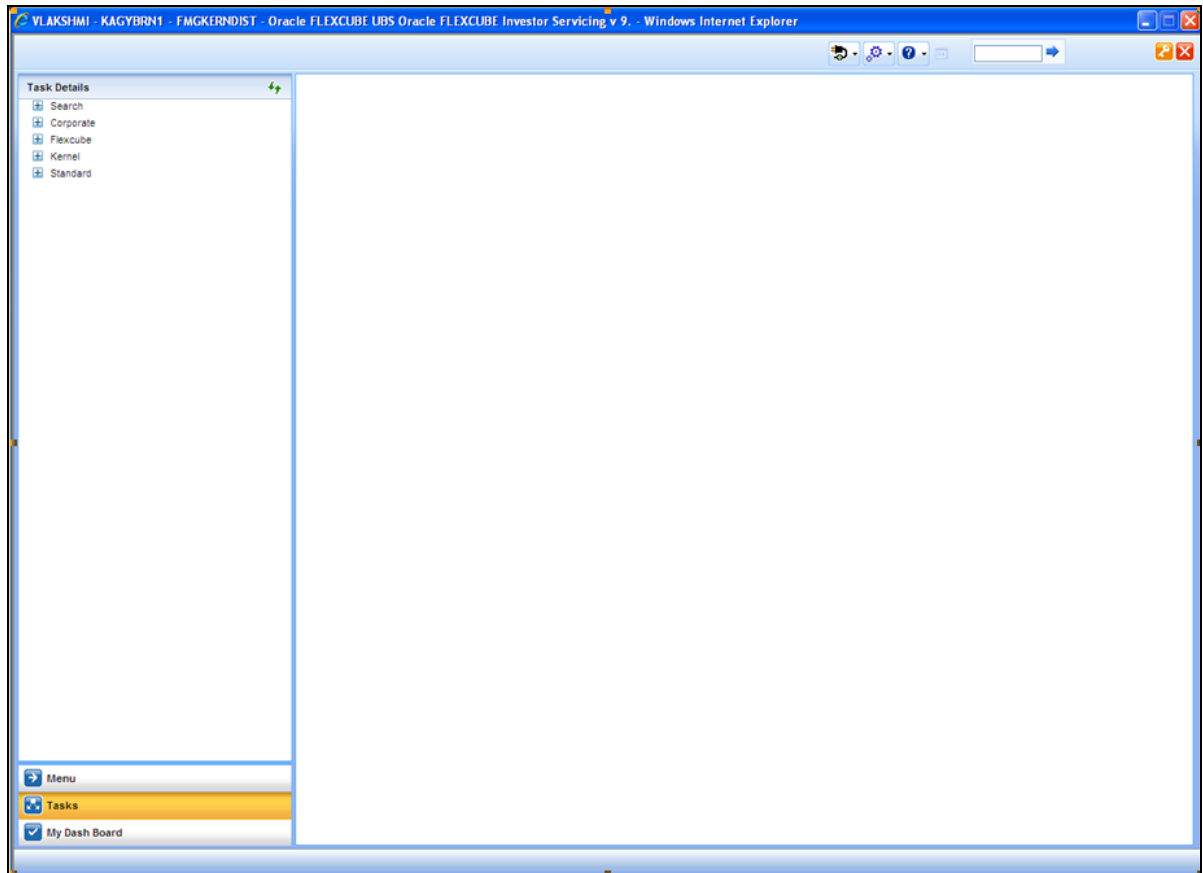 VLAKSHMI - KAGYBRN1 - FMGKERNDIST - Oracle FLEXCUBE UBS Oracle FLEXCUBE Investor Servicing v 9. - Windows Internet Explorer
Task Details
Search
Corporate
Flexcube
Kernel
Standard
Menu
Tasks
My Dash Board